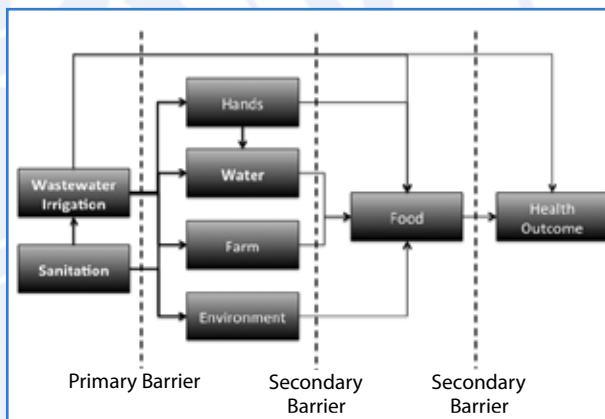 Hands
Water
Wastewater
Irrigation
Farm
Food
Health
Outcome
Sanitation
Environment
Primary Barrier
Secondary
Barrier
Secondary
Barrier